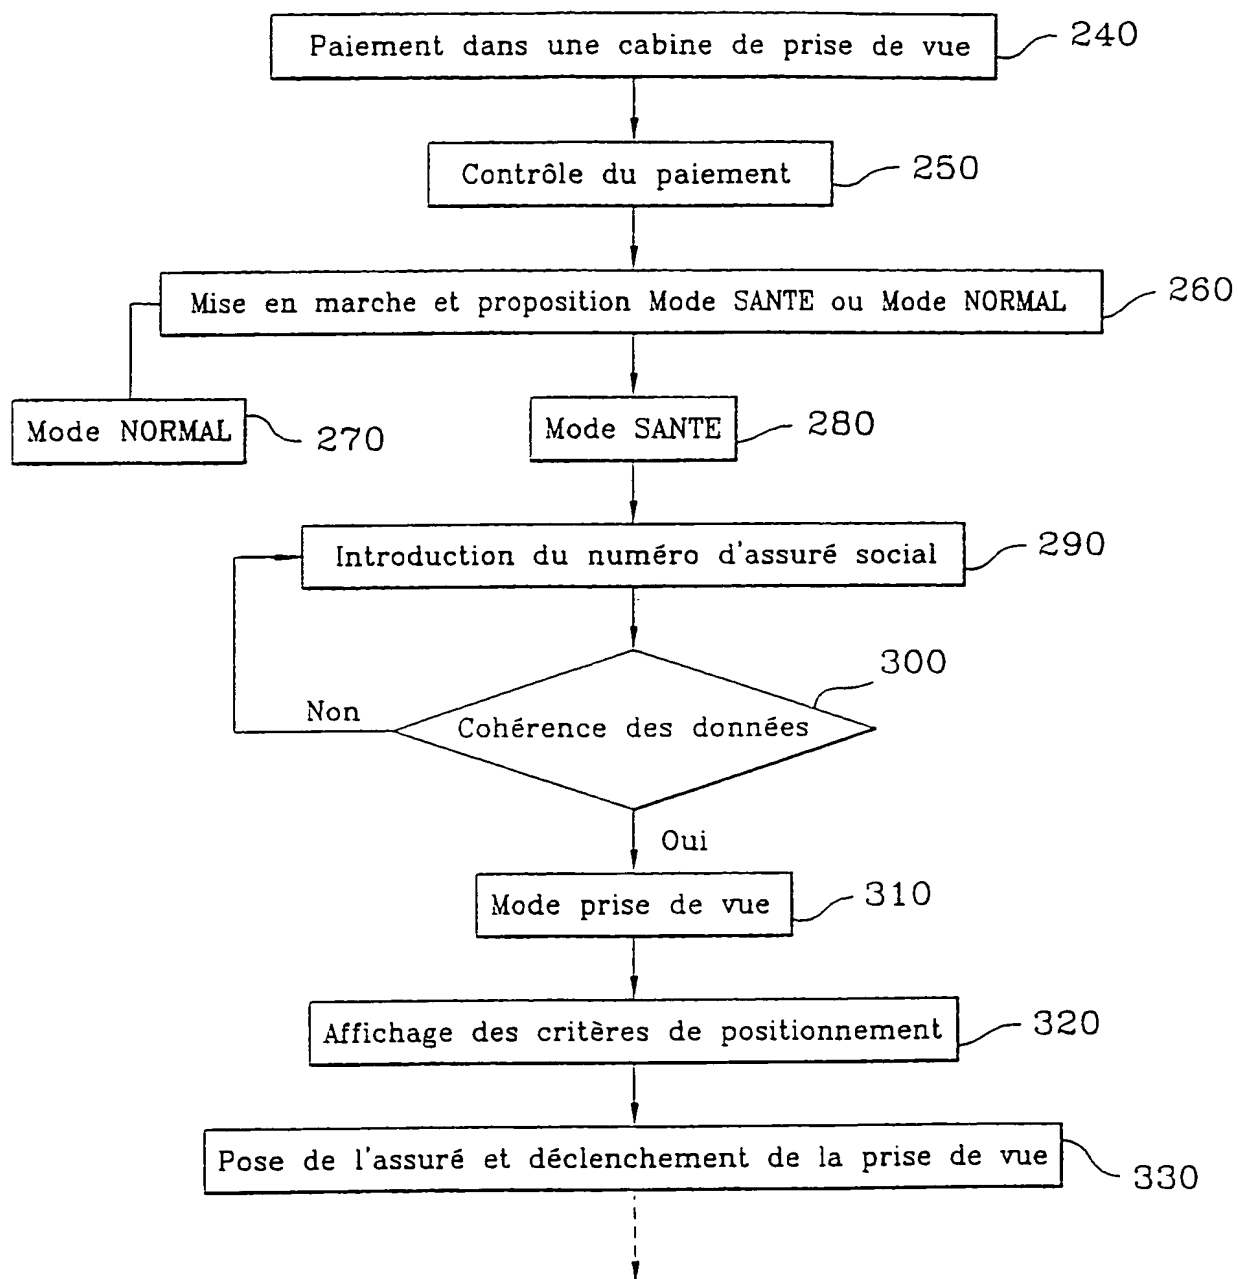 Paiement dans une cabine de prise de vue
240
Contrôle du paiement
250
Mise en marche et proposition Mode SANTE ou Mode NORMAL
260
Mode NORMAL
270
Mode SANTE
280
Introduction du numéro d'assuré social
290
300
Non
Cohérence des données
Oui
Mode prise de vue
310
Affichage des critères de positionnement
320
Pose de l'assuré et déclenchement de la prise de vue
330